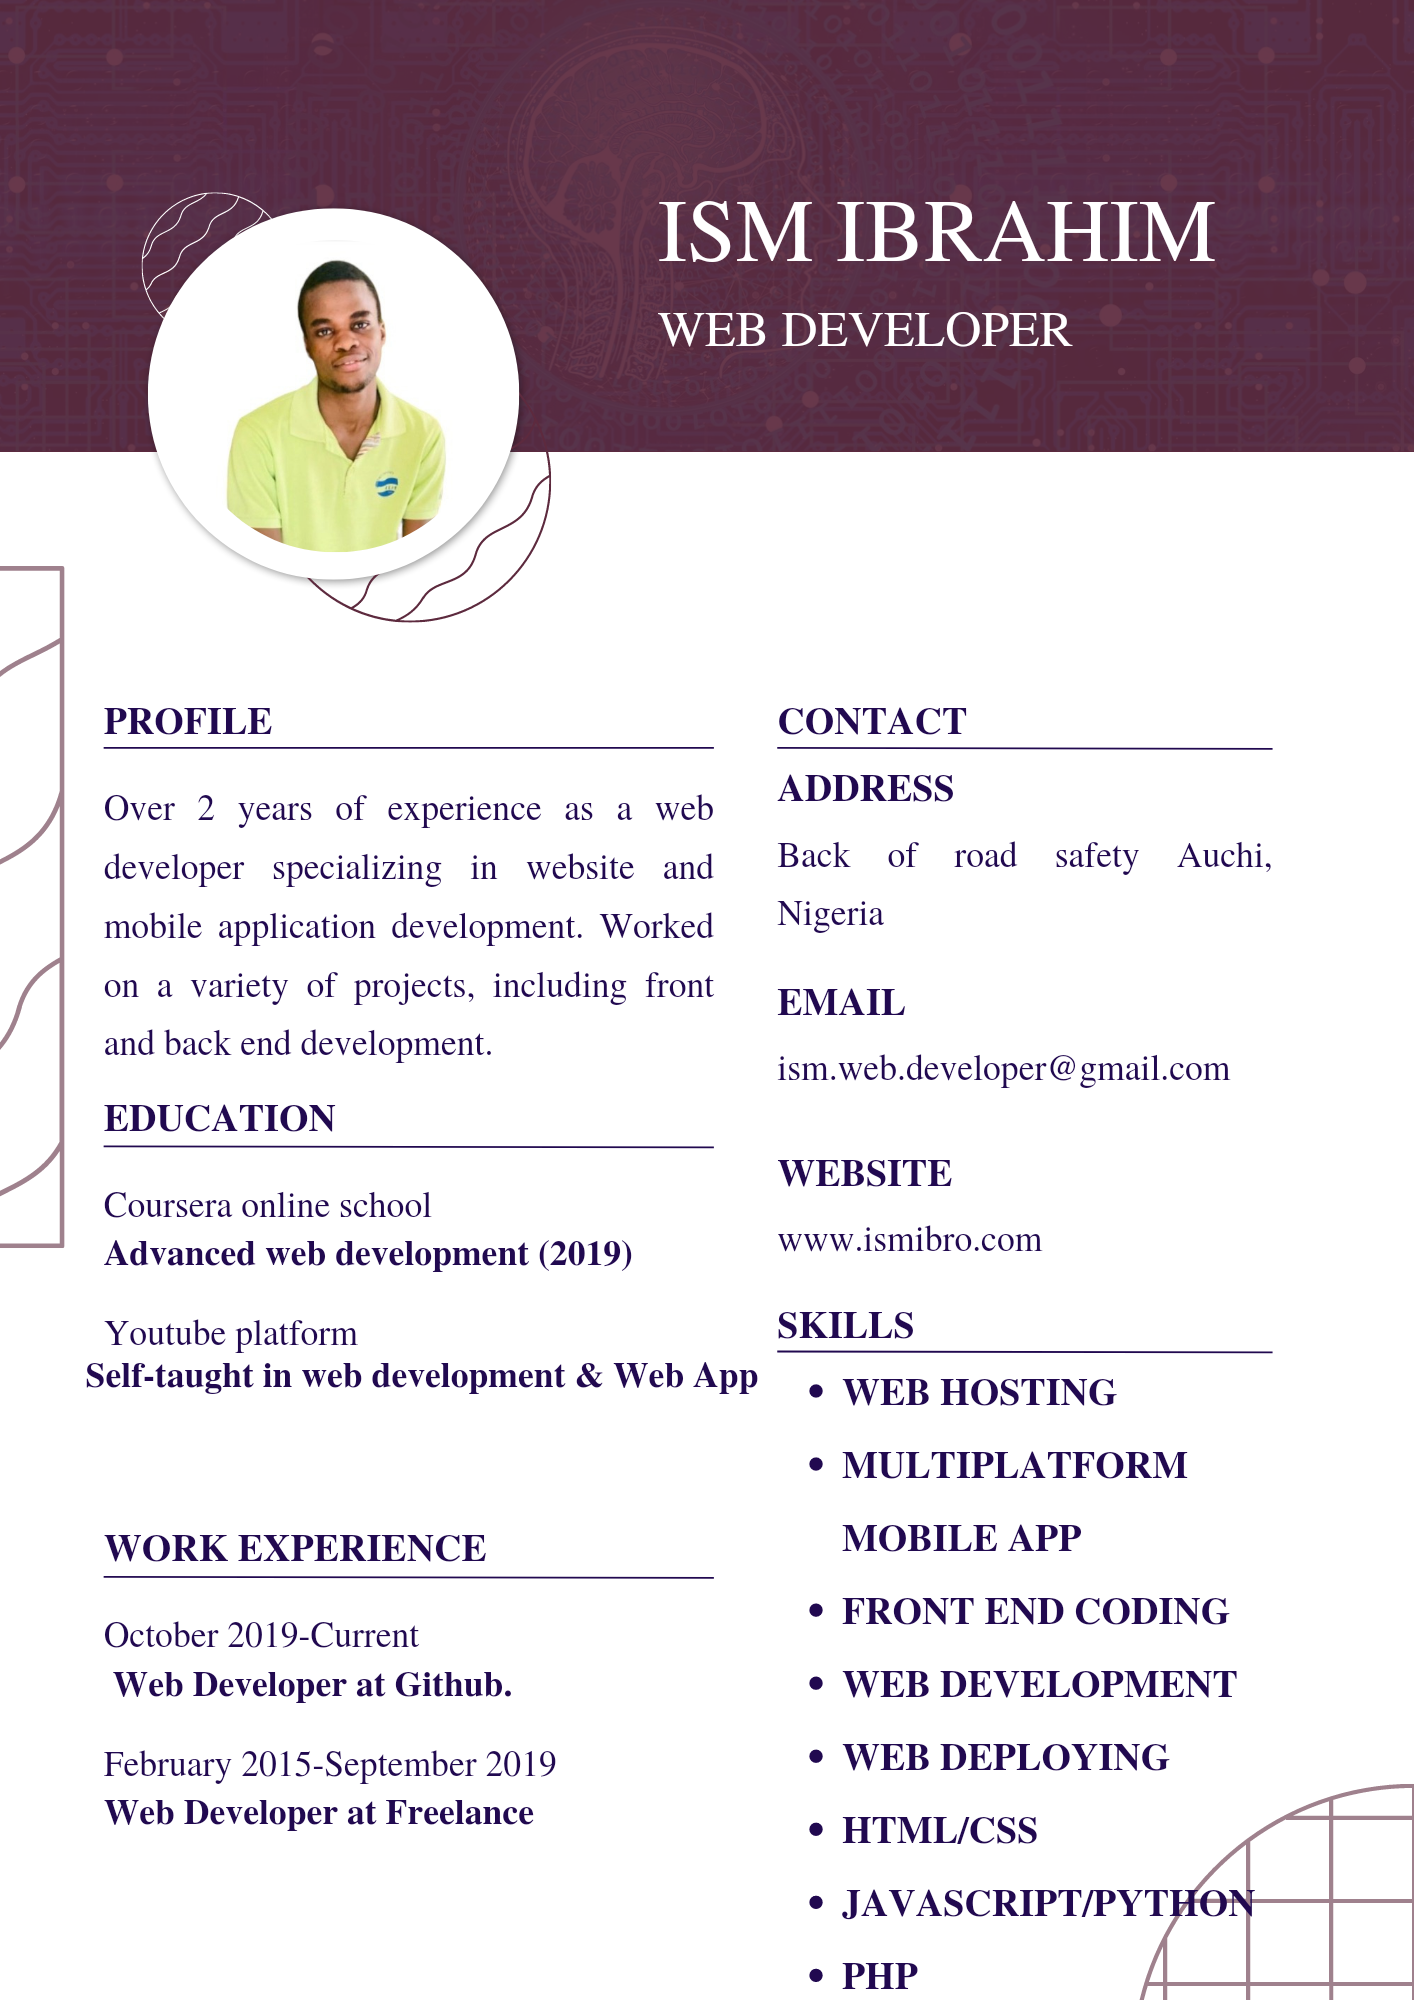 ISM IBRAHIM
WEB DEVELOPER
PROFILE
Over 2 years of experience as a web
developer specializing in website and
mobile application development. Worked
on a variety of projects, including front
and back end development.
EDUCATION
Coursera online school
Advanced web development (2019)
Youtube platform
Self-taught in web development & Web App
WORK EXPERIENCE
October 2019-Current
Web Developer at Github.
February 2015-September 2019
Web Developer at Freelance
CONTACT
ADDRESS
Back of road safety Auchi,
Nigeria
EMAIL
ism.web.developer@gmail.com
WEBSITE
www.ismibro.com
SKILLS
• WEB HOSTING
• MULTIPLATFORM
MOBILE APP
• FRONT END CODING
• WEB DEVELOPMENT
• WEB DEPLOYING
• HTML/CSS
• JAVASCRIPT/PYTHON
• PHP